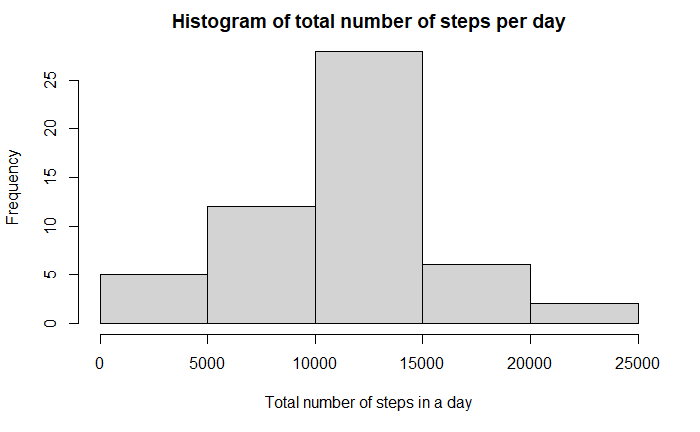 Histogram of total number of steps per day
Frequency
25
20
15
10
5
0
0 5000 10000 15000 20000 25000
Total number of steps in a day